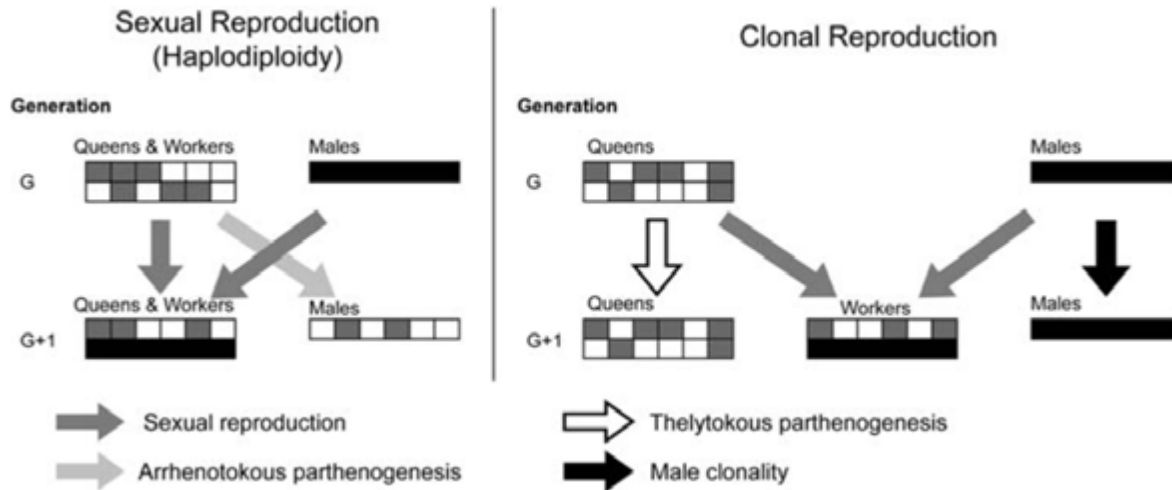 Sexual Reproduction
(Haplodiploidy)
Generation
Queens & Workers
Males
G
Queens & Workers
Males
G+1
Clonal Reproduction
Generation
Queens
Males
G
Queens
Workers
Males
G+1
Sexual reproduction
Arrhenotokous parthenogenesis
Thelytokous parthenogenesis
Male clonality